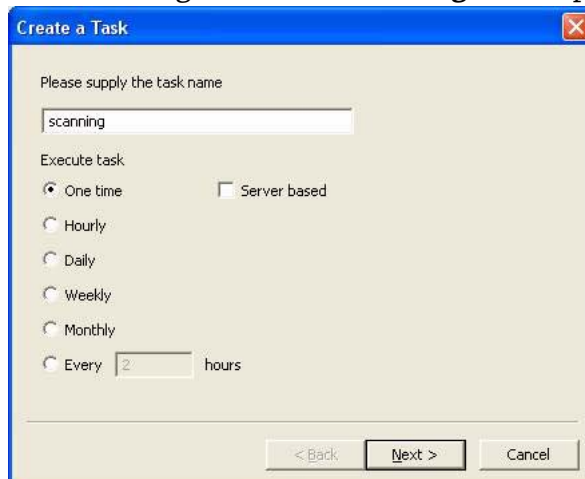 Create a Task
Please supply the task name
scanning
Execute task
One time Server based
Hourly
Daily
Weekly
Monthly
Every 2 hours
< Back Next > Cancel